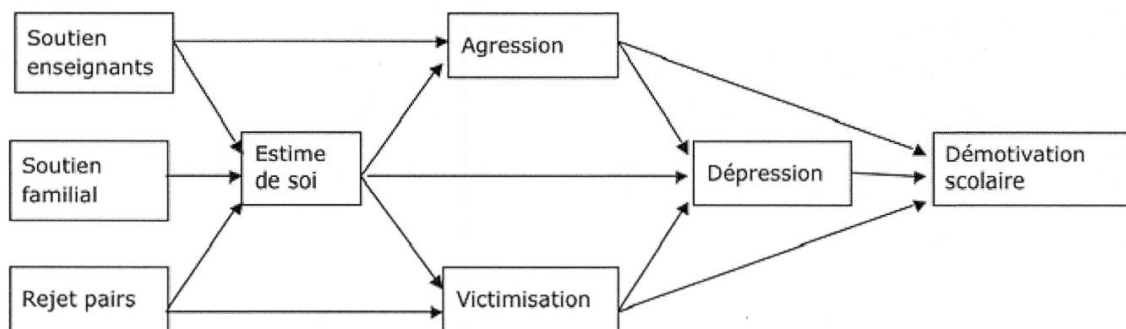 Soutien
enseignants
Agression
Soutien
familial
Estime
de soi
Dépression
Démotivation
scolaire
Rejet pairs
Victimisation